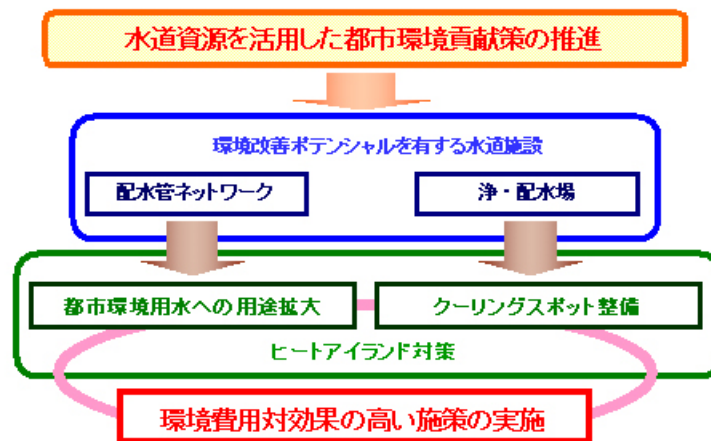 水道資源を活用した都市環境貢献策の推進
環境改善ポテンシャルを有する水道施設
配水管ネットワーク
浄・配水場
都市環境用水への用途拡大
クーリングスポット整備
ヒートアイランド対策
環境費用対効果の高い施策の実施